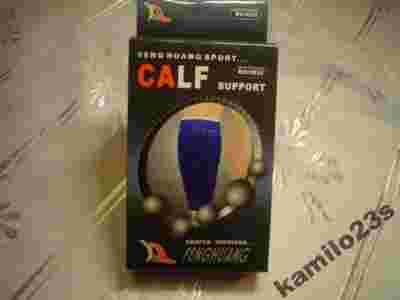 FENG HUANG SPORT...
CALF
SUPPORT
FENGHUANG
kamilo23s